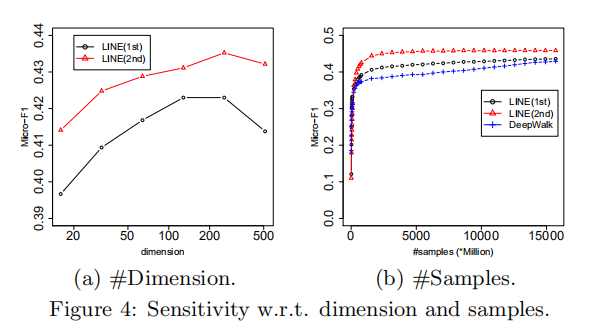 0.44
0.43
0.42
0.41
0.40
0.39
Micro-F1
LINE(1st)
LINE(2nd)
20 50 100 200 500
dimension
(a) #Dimension.
0.5
0.4
0.3
0.2
0.1
0.0
Micro-F1
LINE(1st)
LINE(2nd)
DeepWalk
0 5000 10000 15000
#samples (*Million)
(b) #Samples.
Figure 4: Sensitivity w.r.t. dimension and samples.